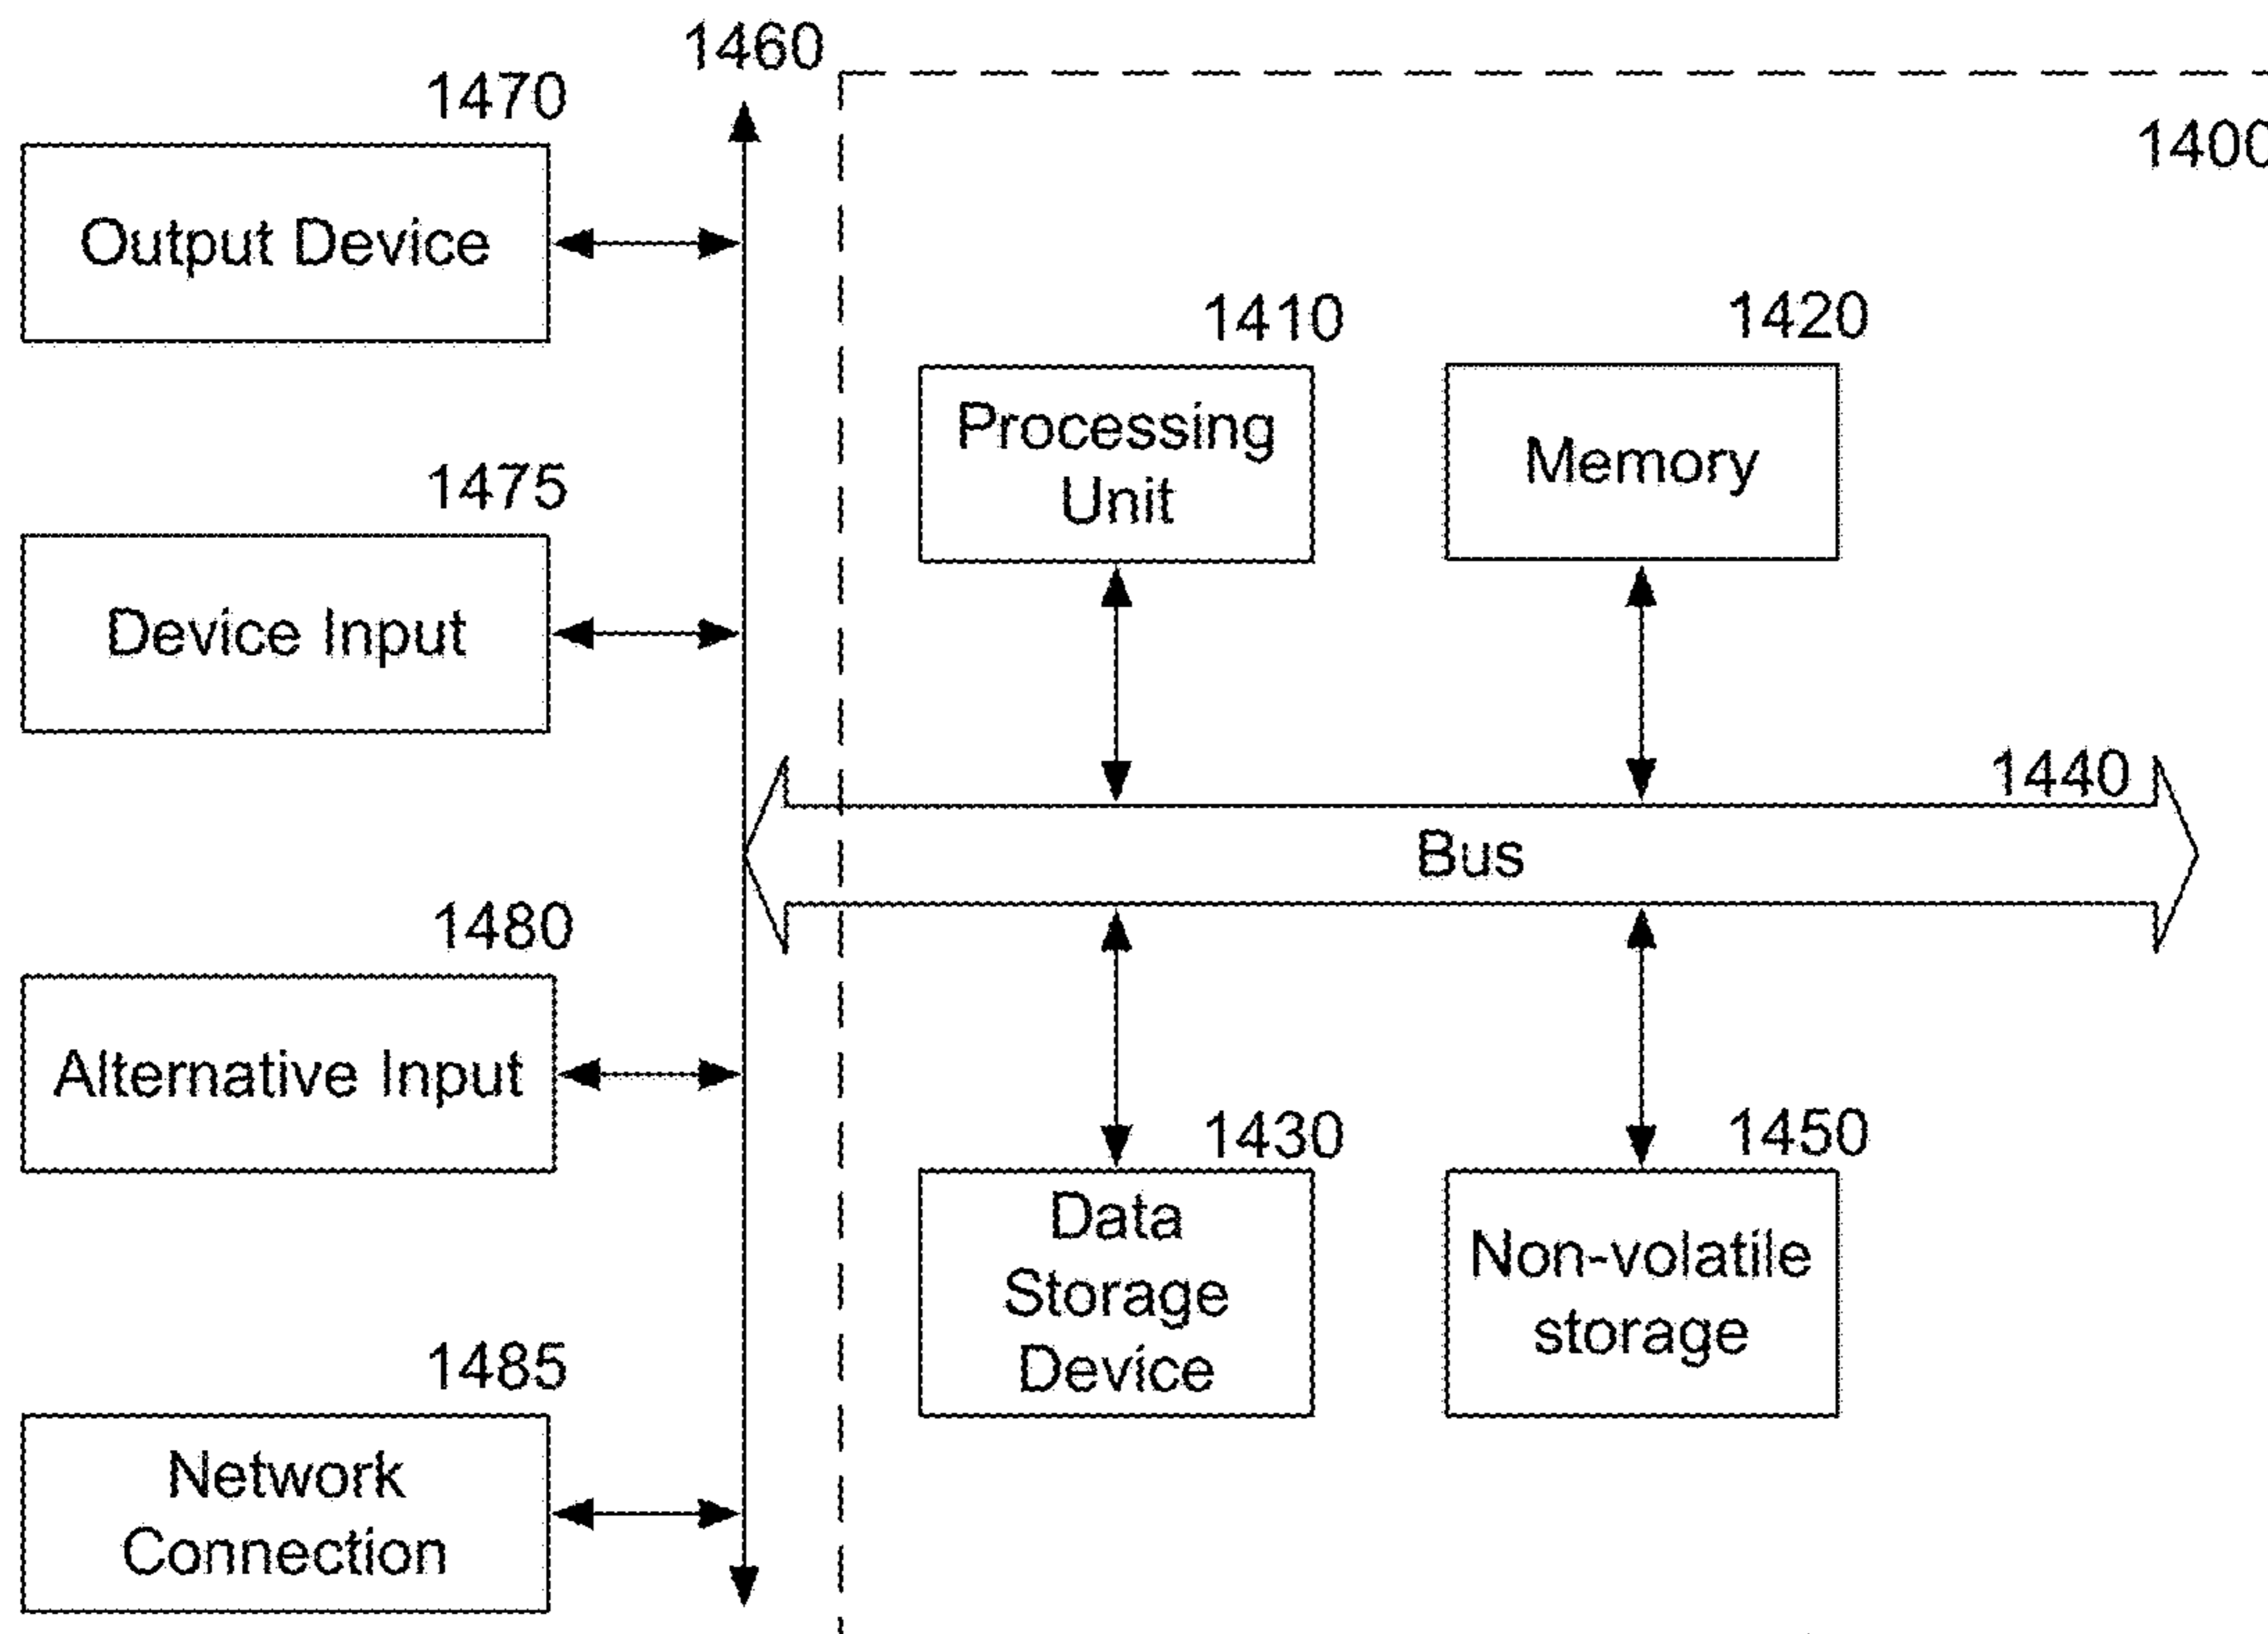 1460
1470
1400
Output Device
1410
1420
Processing
Unit
Memory
1475
Device Input
1440
Bus
1480
Alternative Input
1430
1450
Data
Storage
Device
Non-volatile
storage
1485
Network
Connection